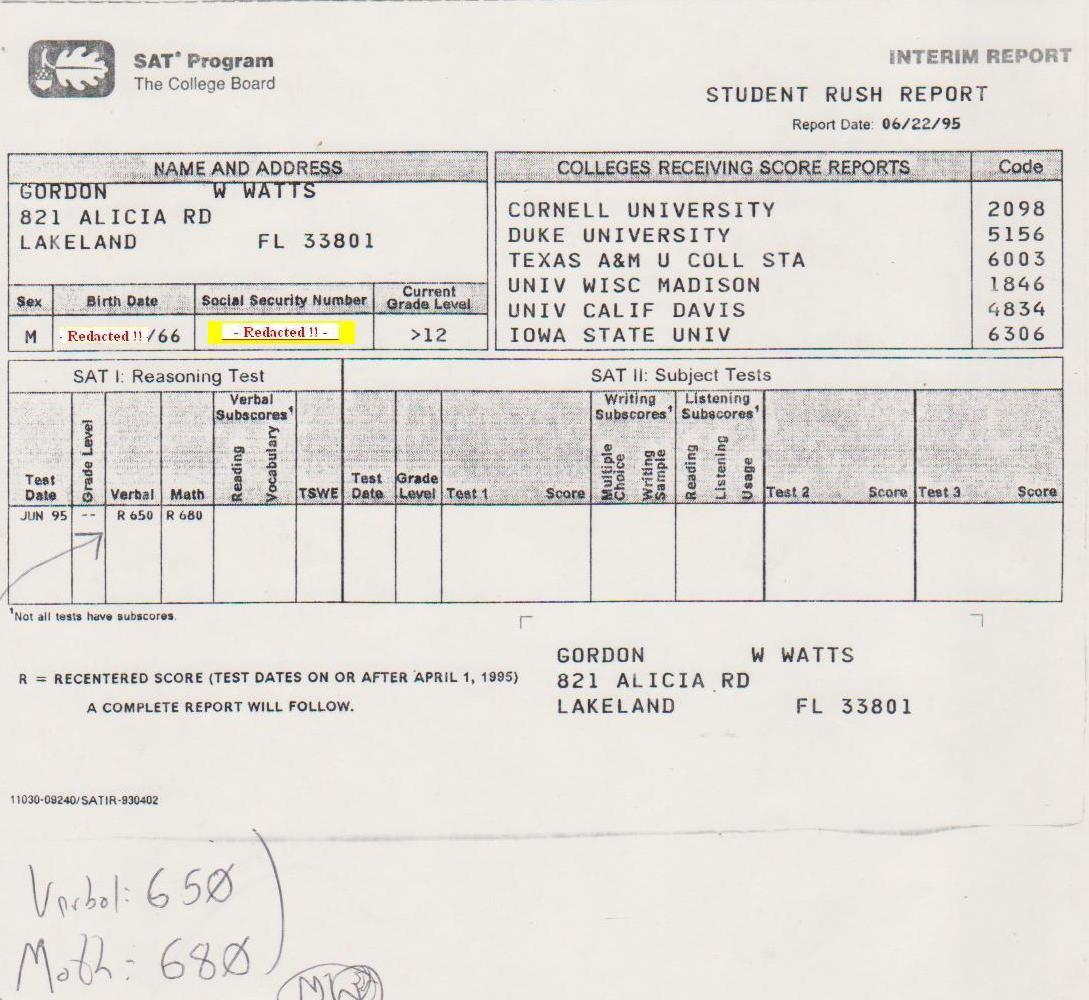 SAT® Program
The College Board
INTERIM REPORT
STUDENT RUSH REPORT
Report Date: 06/22/95
NAME AND ADDRESS
GORDON W WATTS
821 ALICIA RD
LAKELAND FL 33801
Sex Birth Date Social Security Number Current Grade Level
M - Redacted !! /66 - Redacted !! - >12
COLLEGES RECEIVING SCORE REPORTS Code
CORNELL UNIVERSITY 2098
DUKE UNIVERSITY 5156
TEXAS A&M U COLL STA 6003
UNIV WISC MADISON 1846
UNIV CALIF DAVIS 4834
IOWA STATE UNIV 6306
SAT I: Reasoning Test SAT II: Subject Tests
Verbal Subscores¹ Writing Subscores¹ Listening Subscores¹
Test Date Grade Level Verbal Math Reading Vocabulary TSWE Test Date Grade Level Test 1 Score Multiple Choice Writing Sample Reading Listening Usage Test 2 Score Test 3 Score
JUN 95 -- R 650 R 680
¹Not all tests have subscores.
R = RECENTERED SCORE (TEST DATES ON OR AFTER APRIL 1, 1995)
A COMPLETE REPORT WILL FOLLOW.
GORDON W WATTS
821 ALICIA RD
LAKELAND FL 33801
11030-09240/SATIR-930402
Verbal: 650
Math: 680